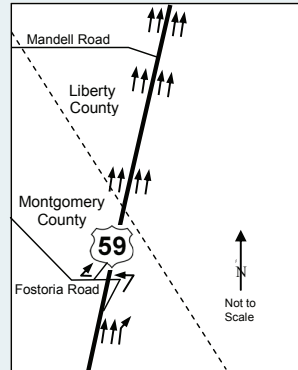 Mandell Road
Liberty
County
Montgomery
County
59
Fostoria Road
N
Not to
Scale